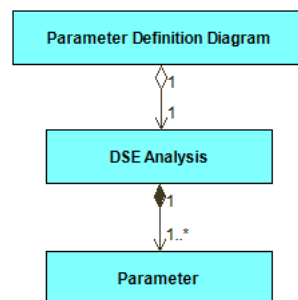 Parameter Definition Diagram
1
1
DSE Analysis
1
1..*
Parameter